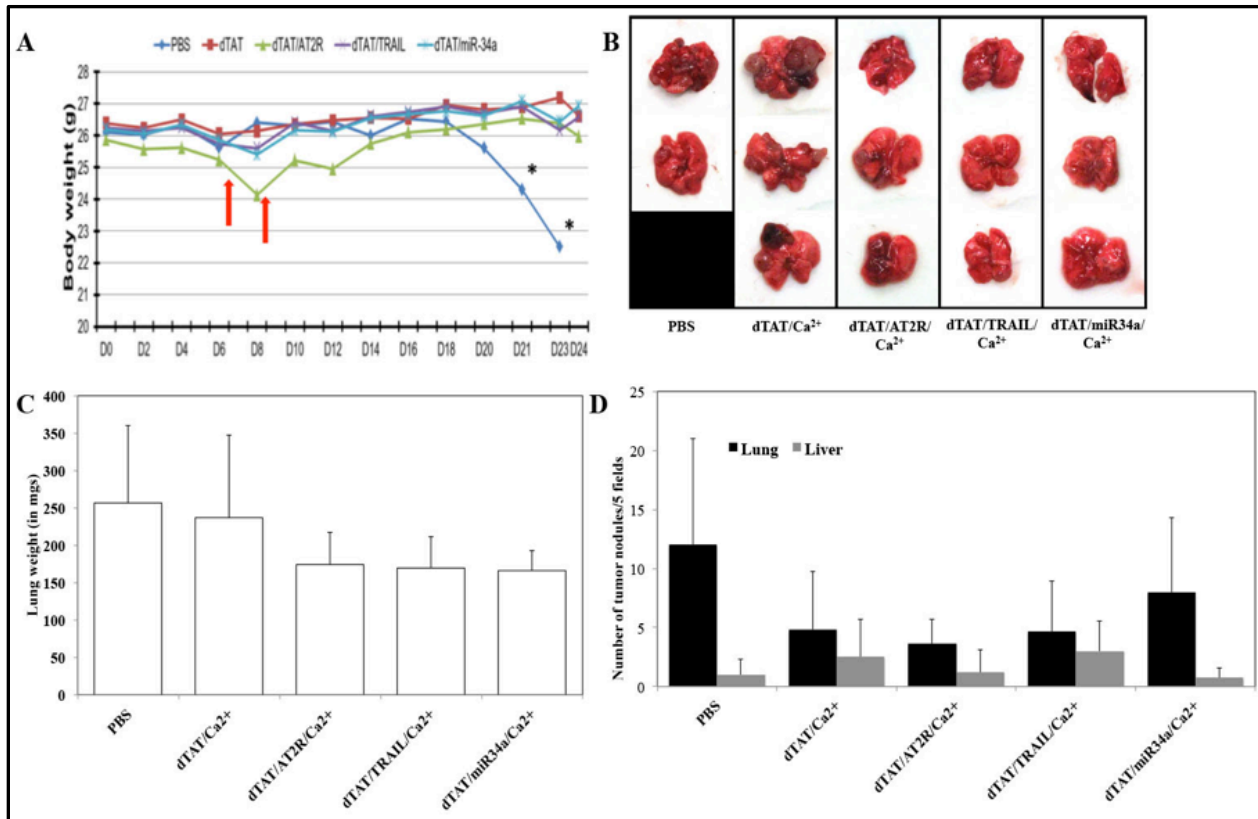 A
PBS dTAT dTAT/AT2R dTAT/TRAIL dTAT/miR-34a
Body weight (g)
28
27
26
25
24
23
22
21
20
*
*
D0 D2 D4 D6 D8 D10 D12 D14 D16 D18 D20 D21 D23 D24
B
PBS dTAT/Ca²⁺ dTAT/AT2R/ dTAT/TRAIL/ dTAT/miR34a/
Ca²⁺ Ca²⁺ Ca²⁺
C
Lung weight (in mgs)
400
350
300
250
200
150
100
50
0
PBS
dTAT/Ca2+
dTAT/AT2R/Ca2+
dTAT/TRAIL/Ca2+
dTAT/miR34a/Ca2+
D
Number of tumor nodules/5 fields
25
20
15
10
5
0
Lung Liver
PBS
dTAT/Ca2+
dTAT/AT2R/Ca2+
dTAT/TRAIL/Ca2+
dTAT/miR34a/Ca2+